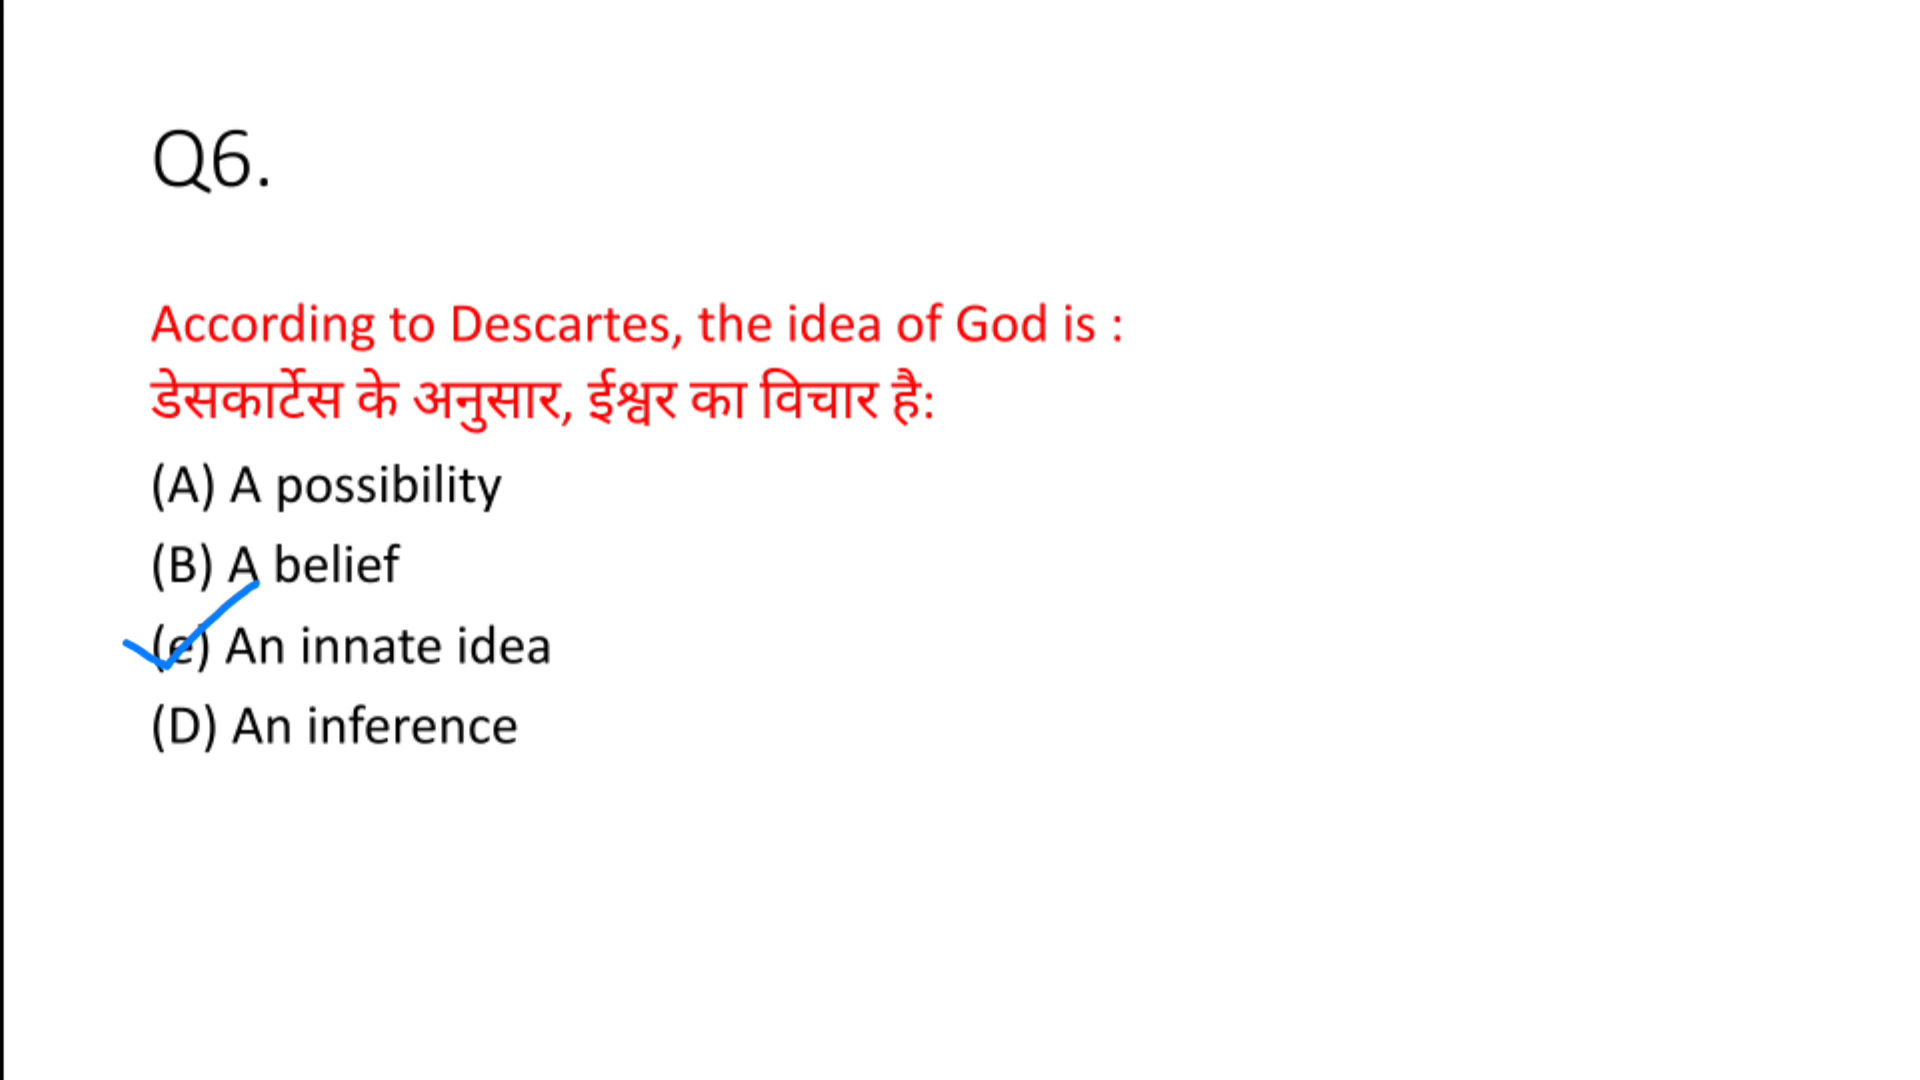 Q6.
According to Descartes, the idea of God is :
डेसकार्टेस के अनुसार, ईश्वर का विचार है:
(A) A possibility
(B) A belief
(e) An innate idea
(D) An inference